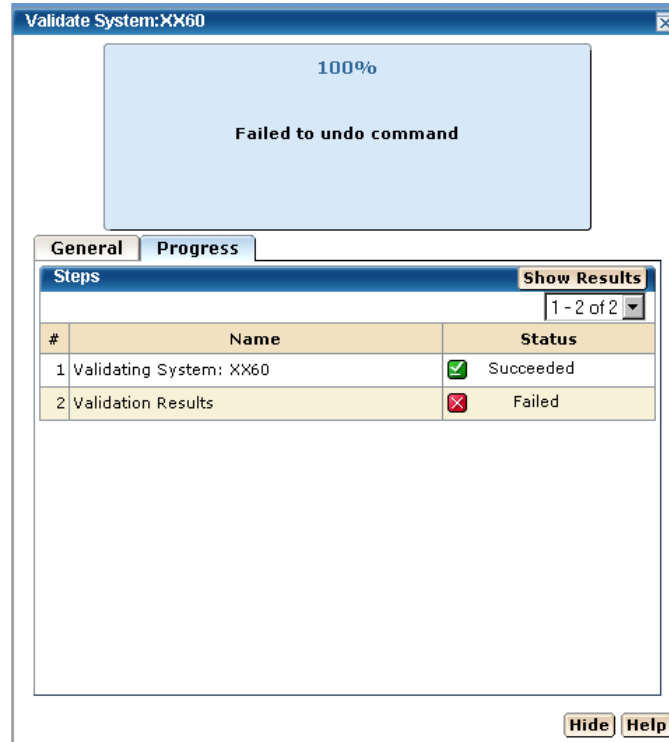 Validate System:XX60
100%
Failed to undo command
General Progress
Steps Show Results
1 - 2 of 2
# Name Status
1 Validating System: XX60 Succeeded
2 Validation Results Failed
Hide Help